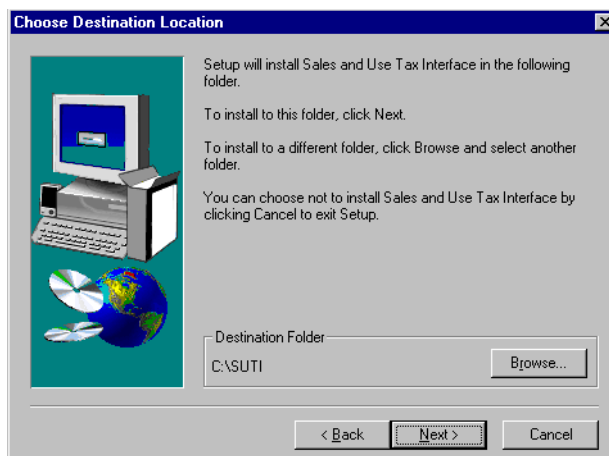 Choose Destination Location
Setup will install Sales and Use Tax Interface in the following
folder.
To install to this folder, click Next.
To install to a different folder, click Browse and select another
folder.
You can choose not to install Sales and Use Tax Interface by
clicking Cancel to exit Setup.
Destination Folder
C:\SUTI
Browse...
< Back
Next >
Cancel